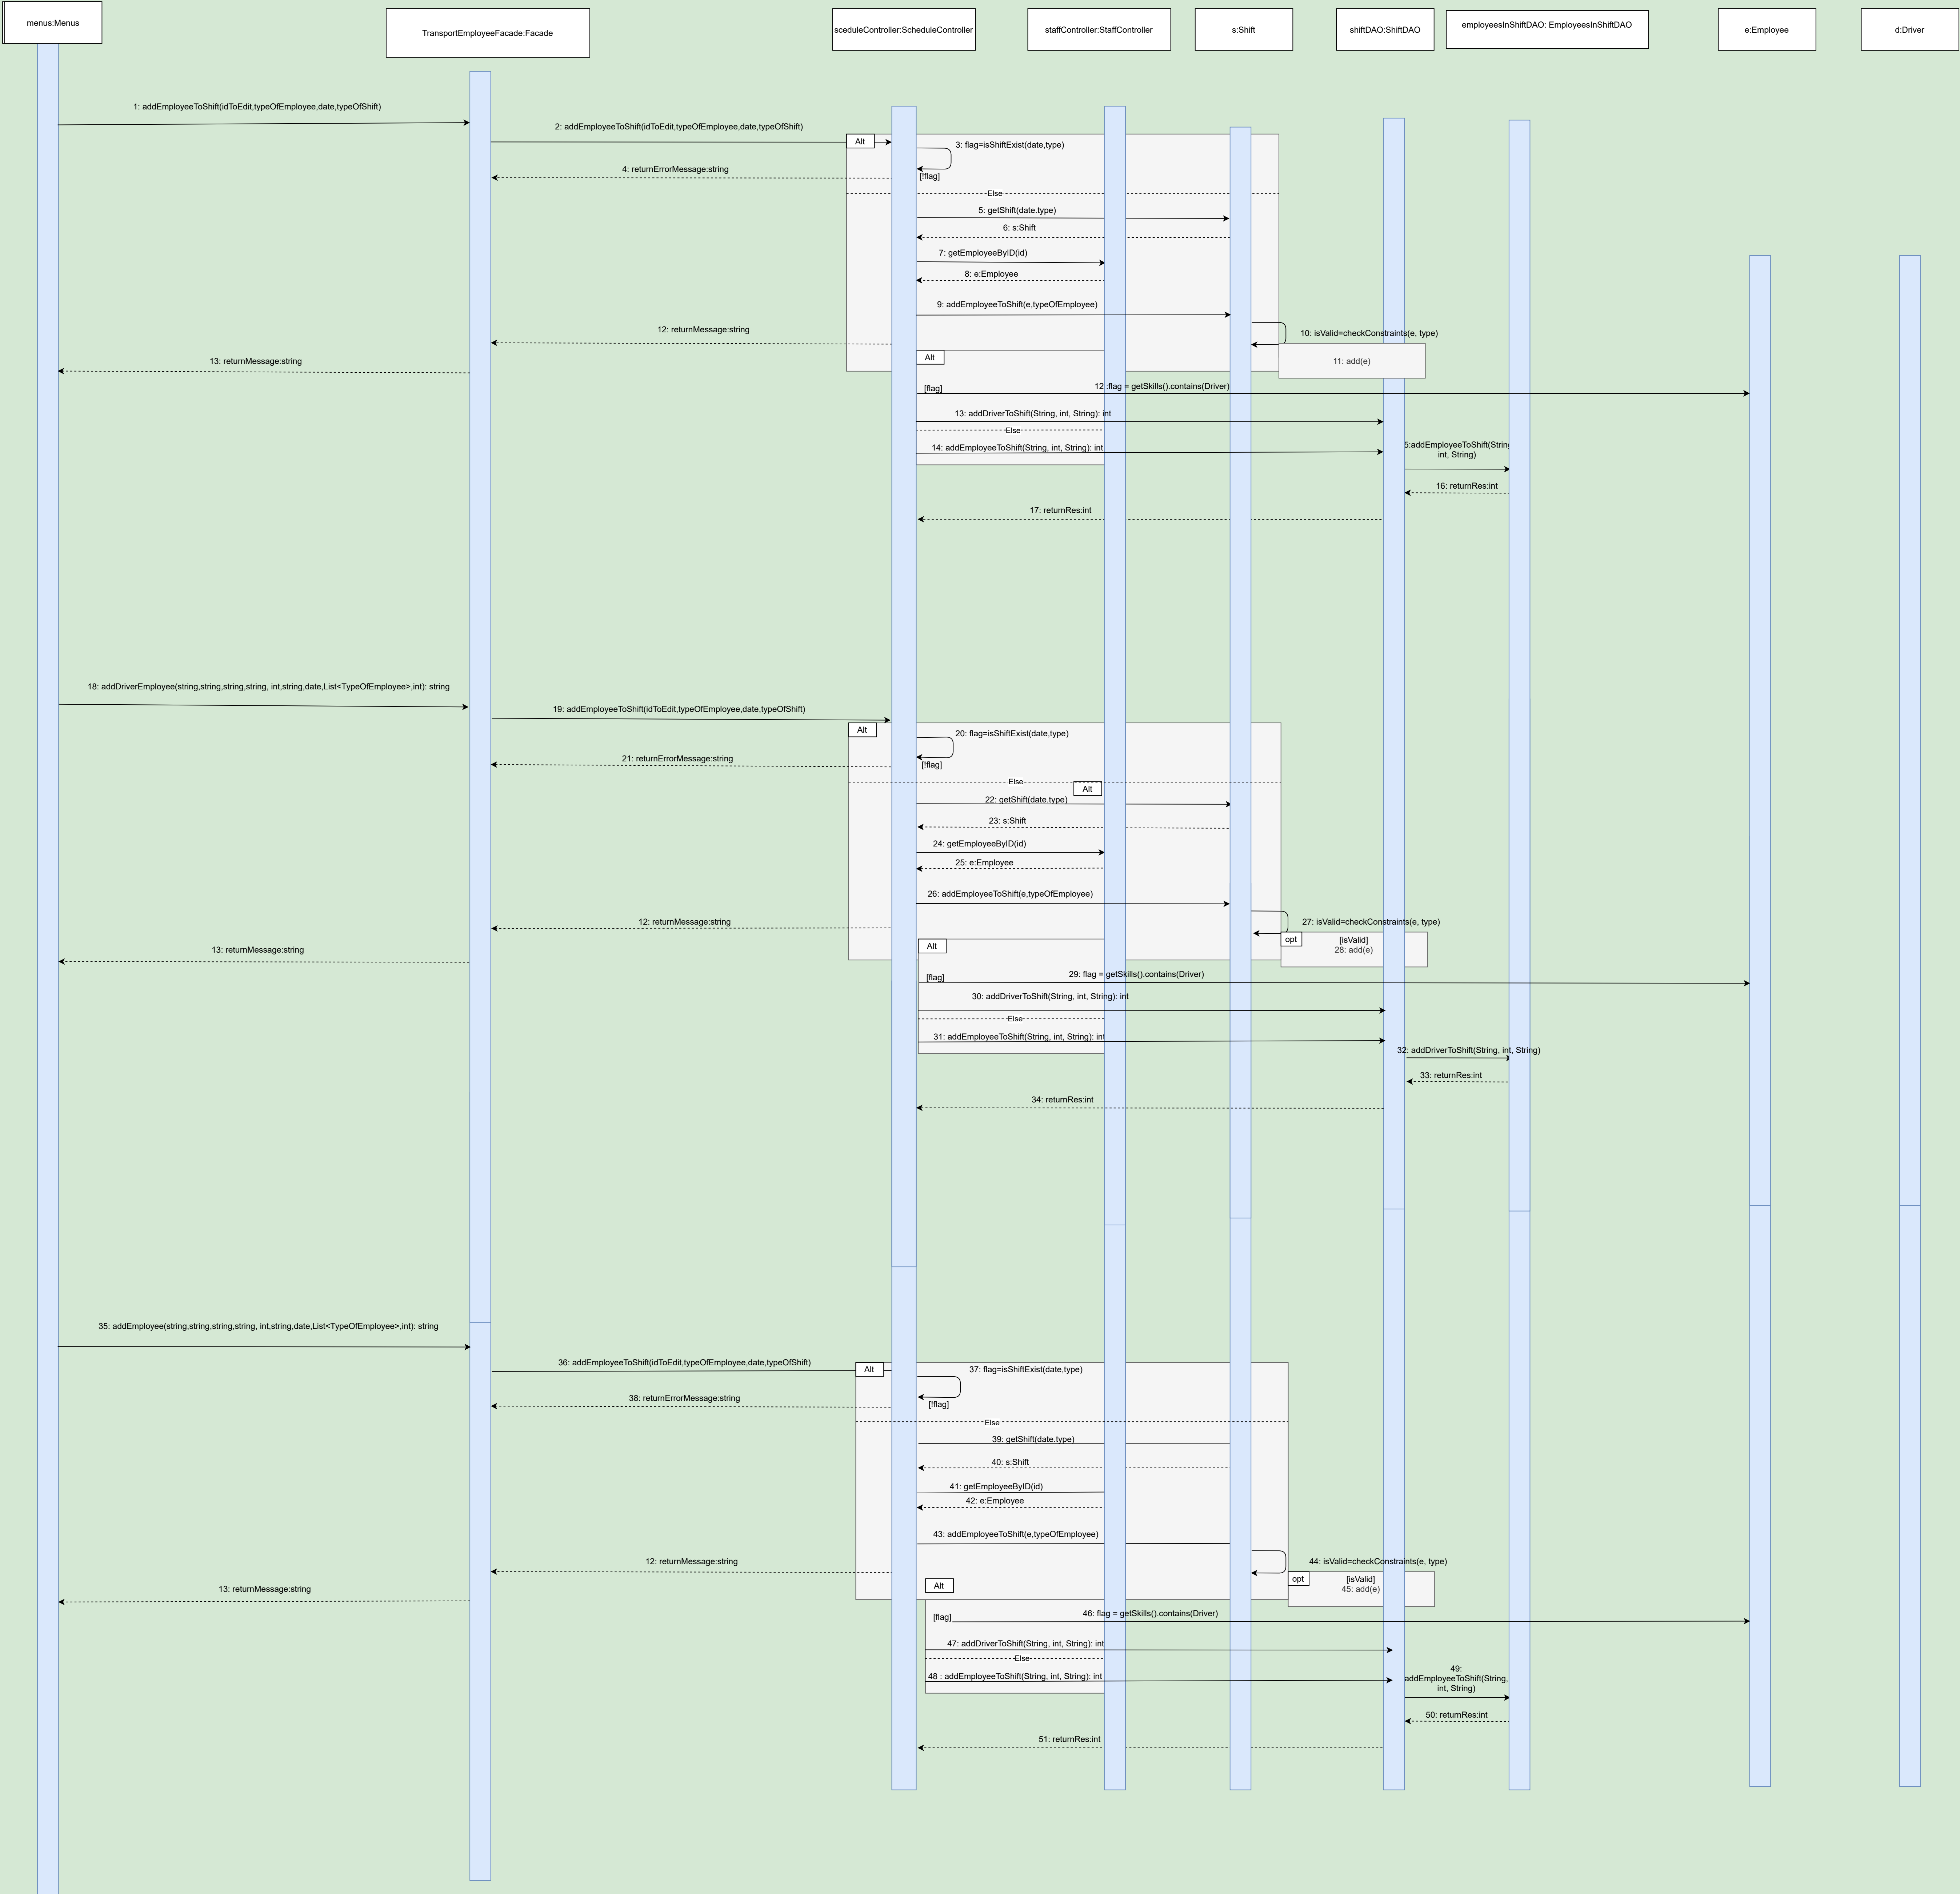 menus:Menus
TransportEmployeeFacade:Facade
sceduleController:ScheduleController
staffController:StaffController
s:Shift
shiftDAO:ShiftDAO
employeesInShiftDAO: EmployeesInShiftDAO
e:Employee
d:Driver
1: addEmployeeToShift(idToEdit,typeOfEmployee,date,typeOfShift)
2: addEmployeeToShift(idToEdit,typeOfEmployee,date,typeOfShift)
Alt
3: flag=isShiftExist(date,type)
4: returnErrorMessage:string
[!flag]
Else
5: getShift(date.type)
6: s:Shift
7: getEmployeeByID(id)
8: e:Employee
9: addEmployeeToShift(e,typeOfEmployee)
12: returnMessage:string
10: isValid=checkConstraints(e, type)
13: returnMessage:string
Alt
11: add(e)
[flag]
12 :flag = getSkills().contains(Driver)
13: addDriverToShift(String, int, String): int
Else
14: addEmployeeToShift(String, int, String): int
5:addEmployeeToShift(String
int, String)
16: returnRes:int
17: returnRes:int
18: addDriverEmployee(string,string,string,string, int,string,date,List<TypeOfEmployee>,int): string
19: addEmployeeToShift(idToEdit,typeOfEmployee,date,typeOfShift)
Alt
20: flag=isShiftExist(date,type)
21: returnErrorMessage:string
[!flag]
Else
Alt
22: getShift(date.type)
23: s:Shift
24: getEmployeeByID(id)
25: e:Employee
26: addEmployeeToShift(e,typeOfEmployee)
12: returnMessage:string
27: isValid=checkConstraints(e, type)
13: returnMessage:string
Alt
opt
[isValid]
28: add(e)
[flag]
29: flag = getSkills().contains(Driver)
30: addDriverToShift(String, int, String): int
Else
31: addEmployeeToShift(String, int, String): int
32: addDriverToShift(String, int, String)
33: returnRes:int
34: returnRes:int
35: addEmployee(string,string,string,string, int,string,date,List<TypeOfEmployee>,int): string
36: addEmployeeToShift(idToEdit,typeOfEmployee,date,typeOfShift)
Alt
37: flag=isShiftExist(date,type)
38: returnErrorMessage:string
[!flag]
Else
39: getShift(date.type)
40: s:Shift
41: getEmployeeByID(id)
42: e:Employee
43: addEmployeeToShift(e,typeOfEmployee)
12: returnMessage:string
44: isValid=checkConstraints(e, type)
13: returnMessage:string
Alt
opt
[isValid]
45: add(e)
[flag]
46: flag = getSkills().contains(Driver)
47: addDriverToShift(String, int, String): int
Else
48 : addEmployeeToShift(String, int, String): int
49:
addEmployeeToShift(String,
int, String)
50: returnRes:int
51: returnRes:int